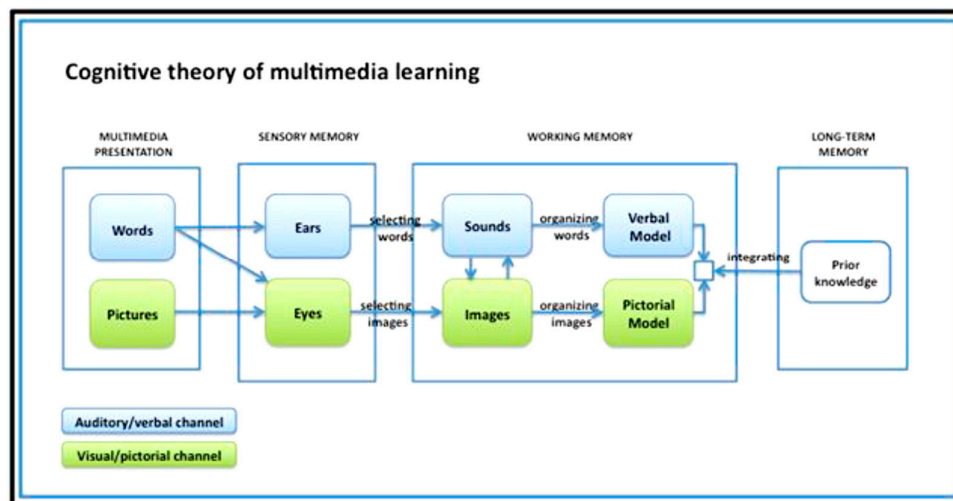 Cognitive theory of multimedia learning
MULTIMEDIA
PRESENTATION
SENSORY MEMORY
WORKING MEMORY
LONG-TERM
MEMORY
Words
Ears
selecting
words
Sounds
organizing
words
Verbal
Model
integrating
Prior
knowledge
Pictures
Eyes
selecting
images
Images
organizing
images
Pictorial
Model
Auditory/verbal channel
Visual/pictorial channel